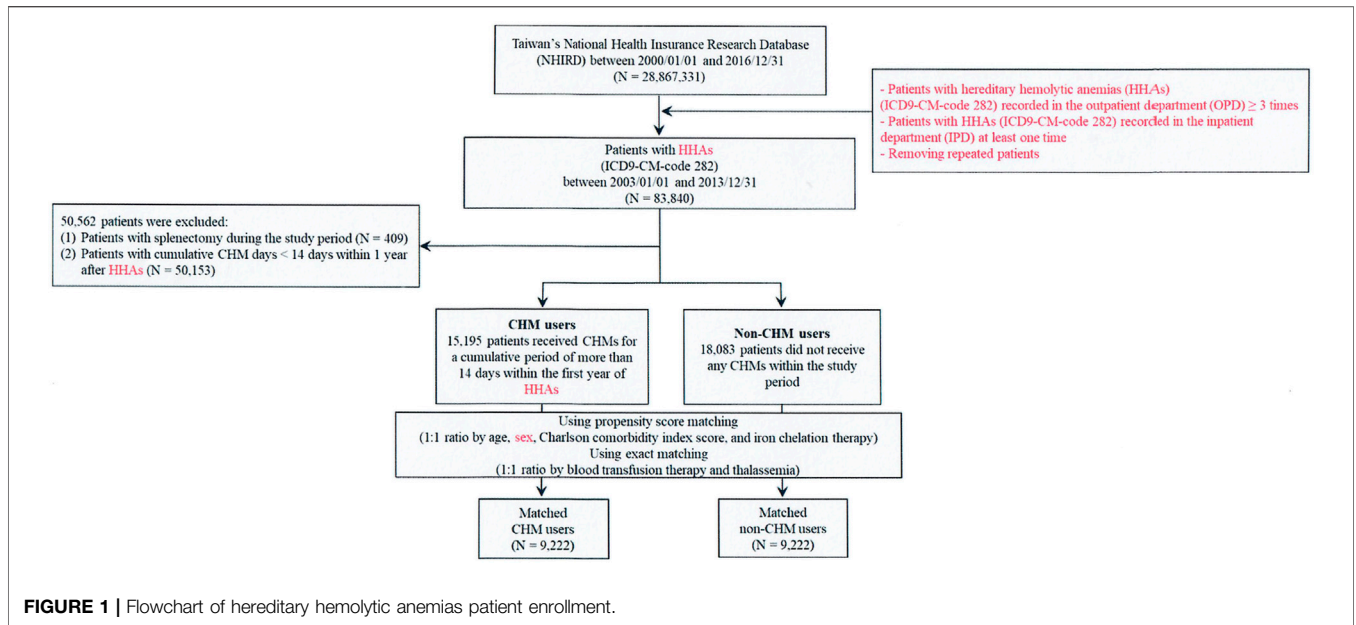 Taiwan's National Health Insurance Research Database
(NHIRD) between 2000/01/01 and 2016/12/31
(N = 28,867,331)
- Patients with hereditary hemolytic anemias (HHAs)
(ICD9-CM-code 282) recorded in the outpatient department (OPD) ≥ 3 times
- Patients with HHAs (ICD9-CM-code 282) recorded in the inpatient
department (IPD) at least one time
- Removing repeated patients
Patients with HHAs
(ICD9-CM-code 282)
between 2003/01/01 and 2013/12/31
(N = 83,840)
50,562 patients were excluded:
(1) Patients with splenectomy during the study period (N = 409)
(2) Patients with cumulative CHM days < 14 days within 1 year
after HHAs (N = 50,153)
CHM users
15,195 patients received CHMs for
a cumulative period of more than
14 days within the first year of
HHAs
Non-CHM users
18,083 patients did not receive
any CHMs within the study
period
Using propensity score matching
(1:1 ratio by age, sex, Charlson comorbidity index score, and iron chelation therapy)
Using exact matching
(1:1 ratio by blood transfusion therapy and thalassemia)
Matched
CHM users
(N = 9,222)
Matched
non-CHM users
(N = 9,222)
FIGURE 1 | Flowchart of hereditary hemolytic anemias patient enrollment.